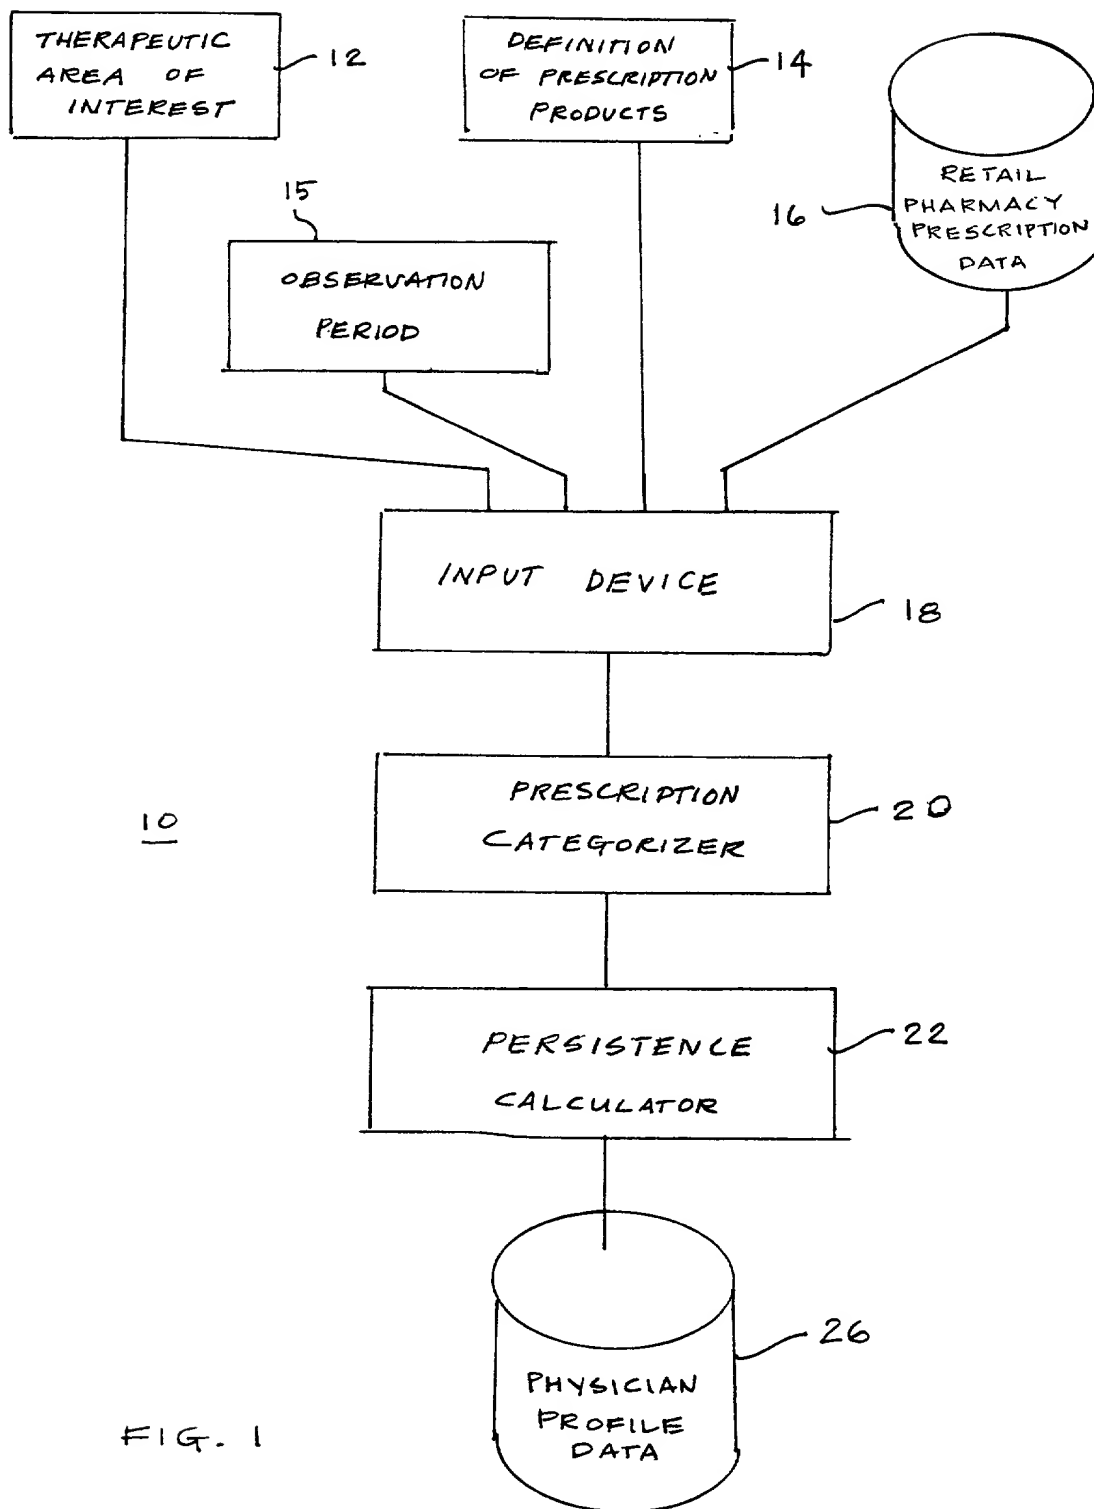 THERAPEUTIC
AREA OF
INTEREST
12
DEFINITION
OF PRESCRIPTION
PRODUCTS
14
RETAIL
PHARMACY
PRESCRIPTION
DATA
16
15
OBSERVATION
PERIOD
INPUT DEVICE
18
PRESCRIPTION
CATEGORIZER
20
10
PERSISTENCE
CALCULATOR
22
PHYSICIAN
PROFILE
DATA
26
FIG. 1